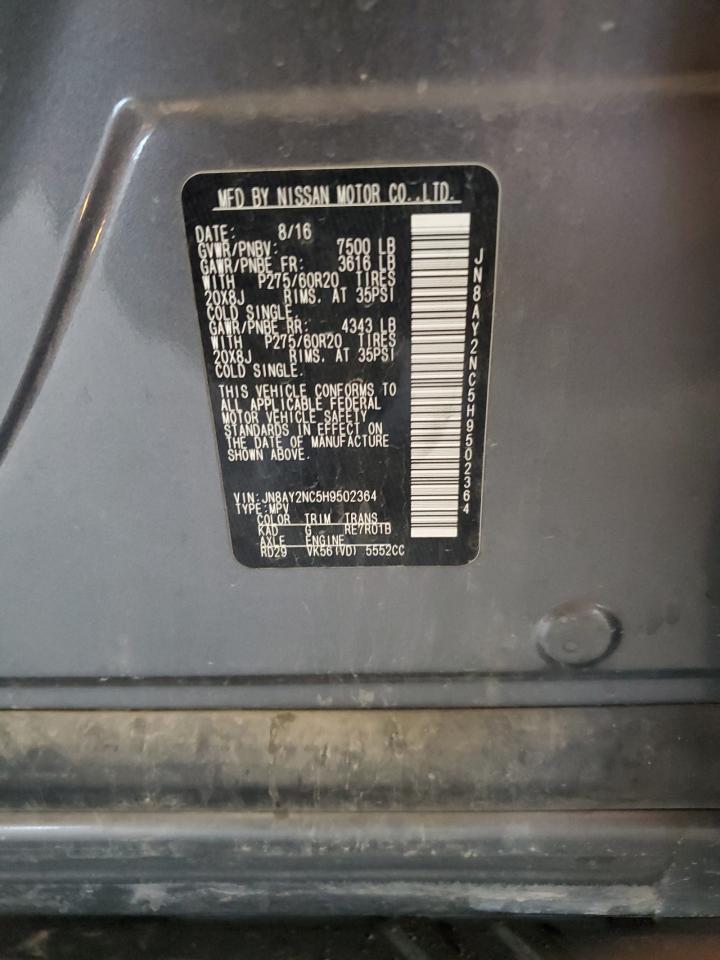 MFD BY NISSAN MOTOR CO.,LTD.
DATE: 8/16
GVWR/PNBV: 7500 LB
GAWR/PNBE FR: 3616 LB
WITH P275/60R20 TIRES
20X8J RIMS. AT 35PSI
COLD SINGLE.
GAWR/PNBE RR: 4343 LB
WITH P275/60R20 TIRES
20X8J RIMS. AT 35PSI
COLD SINGLE.
THIS VEHICLE CONFORMS TO
ALL APPLICABLE FEDERAL
MOTOR VEHICLE SAFETY
STANDARDS IN EFFECT ON
THE DATE OF MANUFACTURE
SHOWN ABOVE.
VIN:JN8AY2NC5H9502364
TYPE:MPV
COLOR TRIM TRANS
KAD G RE7R01B
AXLE ENGINE
RD29 VK56(VD) 5552CC
JN8AY2NC5H9502364